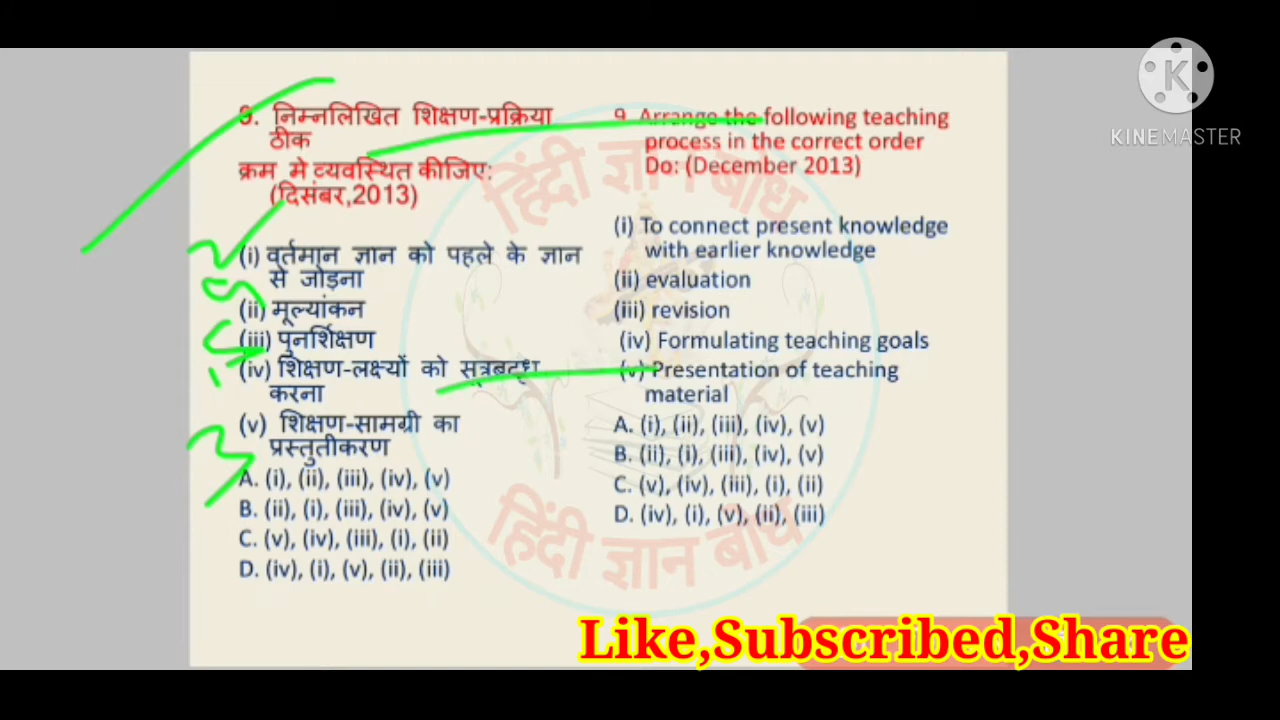 9. निम्नलिखित शिक्षण-प्रक्रिया
ठीक
क्रम मे व्यवस्थित कीजिए:
(दिसंबर,2013)
(i) वर्तमान ज्ञान को पहले के ज्ञान
से जोड़ना
(ii) मूल्यांकन
(iii) पुनर्शिक्षण
(iv) शिक्षण-लक्ष्यों को सूत्रबद्ध
करना
(v) शिक्षण-सामग्री का
प्रस्तुतीकरण
A. (i), (ii), (iii), (iv), (v)
B. (ii), (i), (iii), (iv), (v)
C. (v), (iv), (iii), (i), (ii)
D. (iv), (i), (v), (ii), (iii)
9. Arrange the following teaching
process in the correct order
Do: (December 2013)
(i) To connect present knowledge
with earlier knowledge
(ii) evaluation
(iii) revision
(iv) Formulating teaching goals
(v) Presentation of teaching
material
A. (i), (ii), (iii), (iv), (v)
B. (ii), (i), (iii), (iv), (v)
C. (v), (iv), (iii), (i), (ii)
D. (iv), (i), (v), (ii), (iii)
हिंदी ज्ञान बोध
हिंदी ज्ञान बोध
K
KINEMASTER
Like,Subscribed,Share